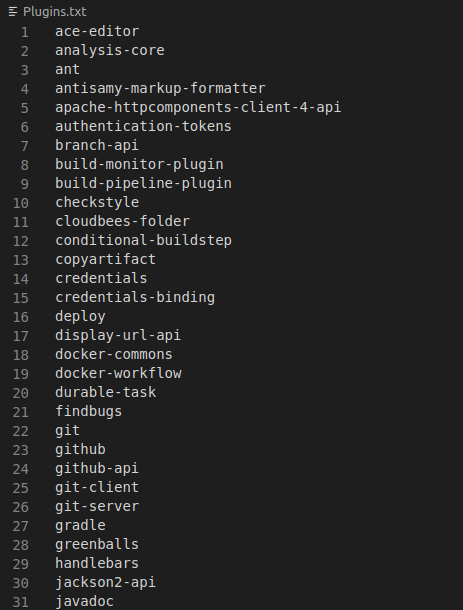 Plugins.txt
1 ace-editor
2 analysis-core
3 ant
4 antisamy-markup-formatter
5 apache-httpcomponents-client-4-api
6 authentication-tokens
7 branch-api
8 build-monitor-plugin
9 build-pipeline-plugin
10 checkstyle
11 cloudbees-folder
12 conditional-buildstep
13 copyartifact
14 credentials
15 credentials-binding
16 deploy
17 display-url-api
18 docker-commons
19 docker-workflow
20 durable-task
21 findbugs
22 git
23 github
24 github-api
25 git-client
26 git-server
27 gradle
28 greenballs
29 handlebars
30 jackson2-api
31 javadoc